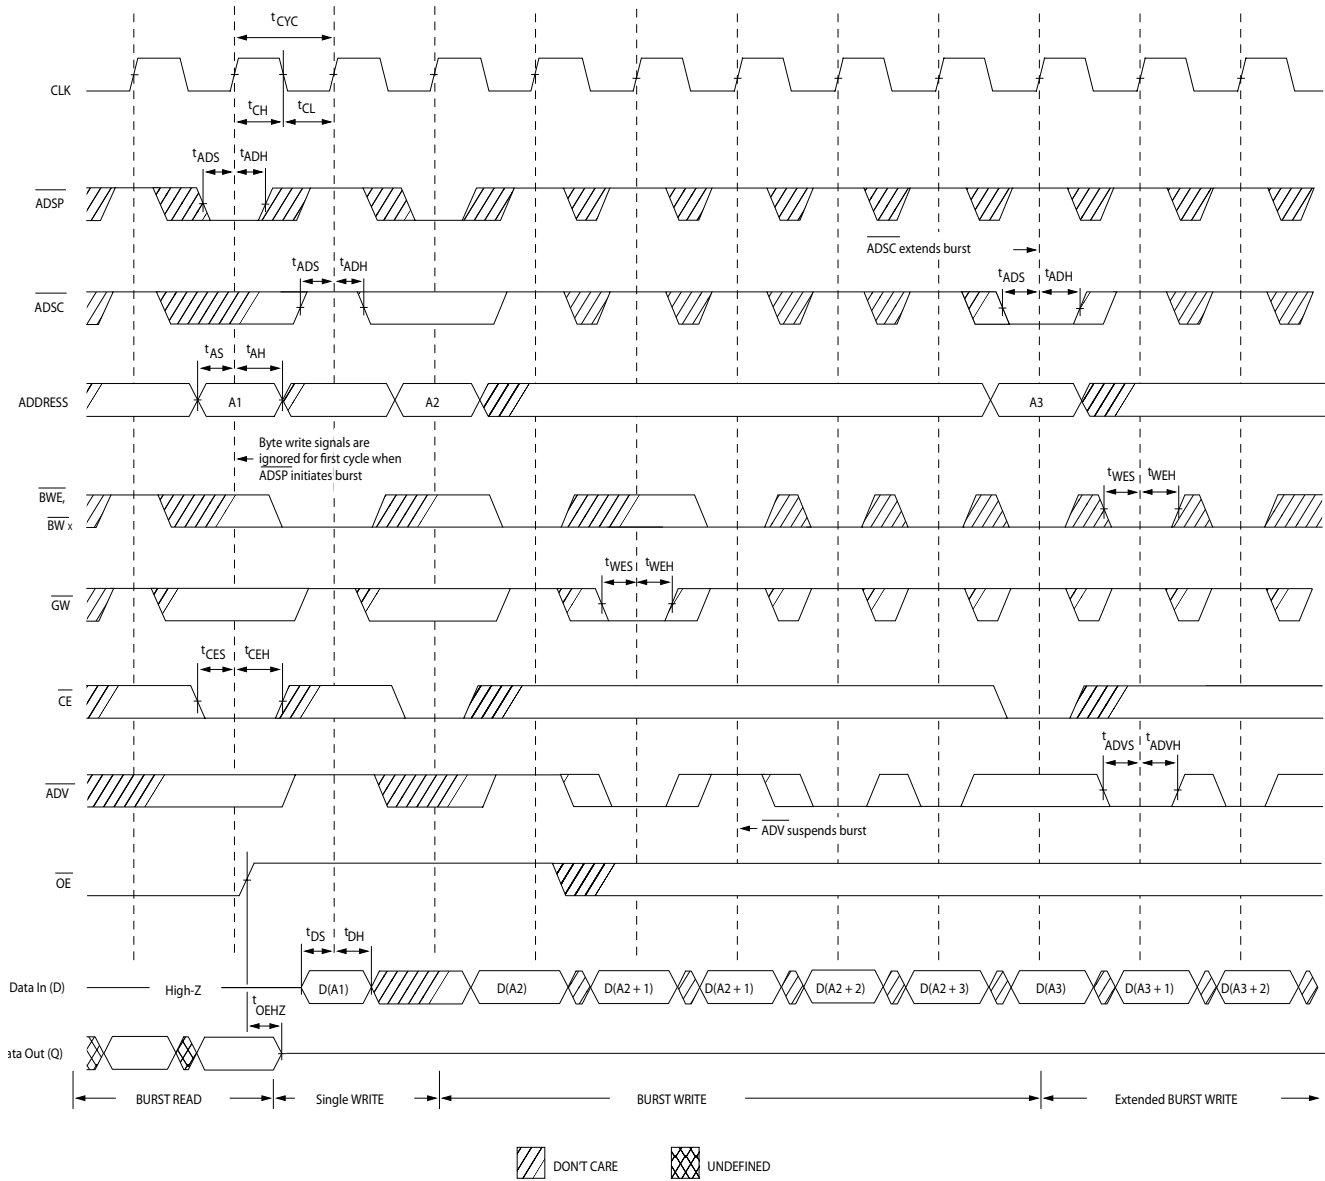 tCYC
CLK
tCH
tCL
tADS
tADH
ADSP
ADSC extends burst
tADS
tADH
tADS
tADH
ADSC
tAS
tAH
ADDRESS
A1
A2
A3
Byte write signals are
ignored for first cycle when
ADSP initiates burst
tWES
tWEH
BWE,
BW x
tWES
tWEH
GW
tCES
tCEH
CE
tADVS
tADVH
ADV
ADV suspends burst
OE
tDS
tDH
Data In (D)
High-Z
D(A1)
D(A2)
D(A2 + 1)
D(A2 + 1)
D(A2 + 2)
D(A2 + 3)
D(A3)
D(A3 + 1)
D(A3 + 2)
tOEHZ
ata Out (Q)
BURST READ
Single WRITE
BURST WRITE
Extended BURST WRITE
DON'T CARE
UNDEFINED